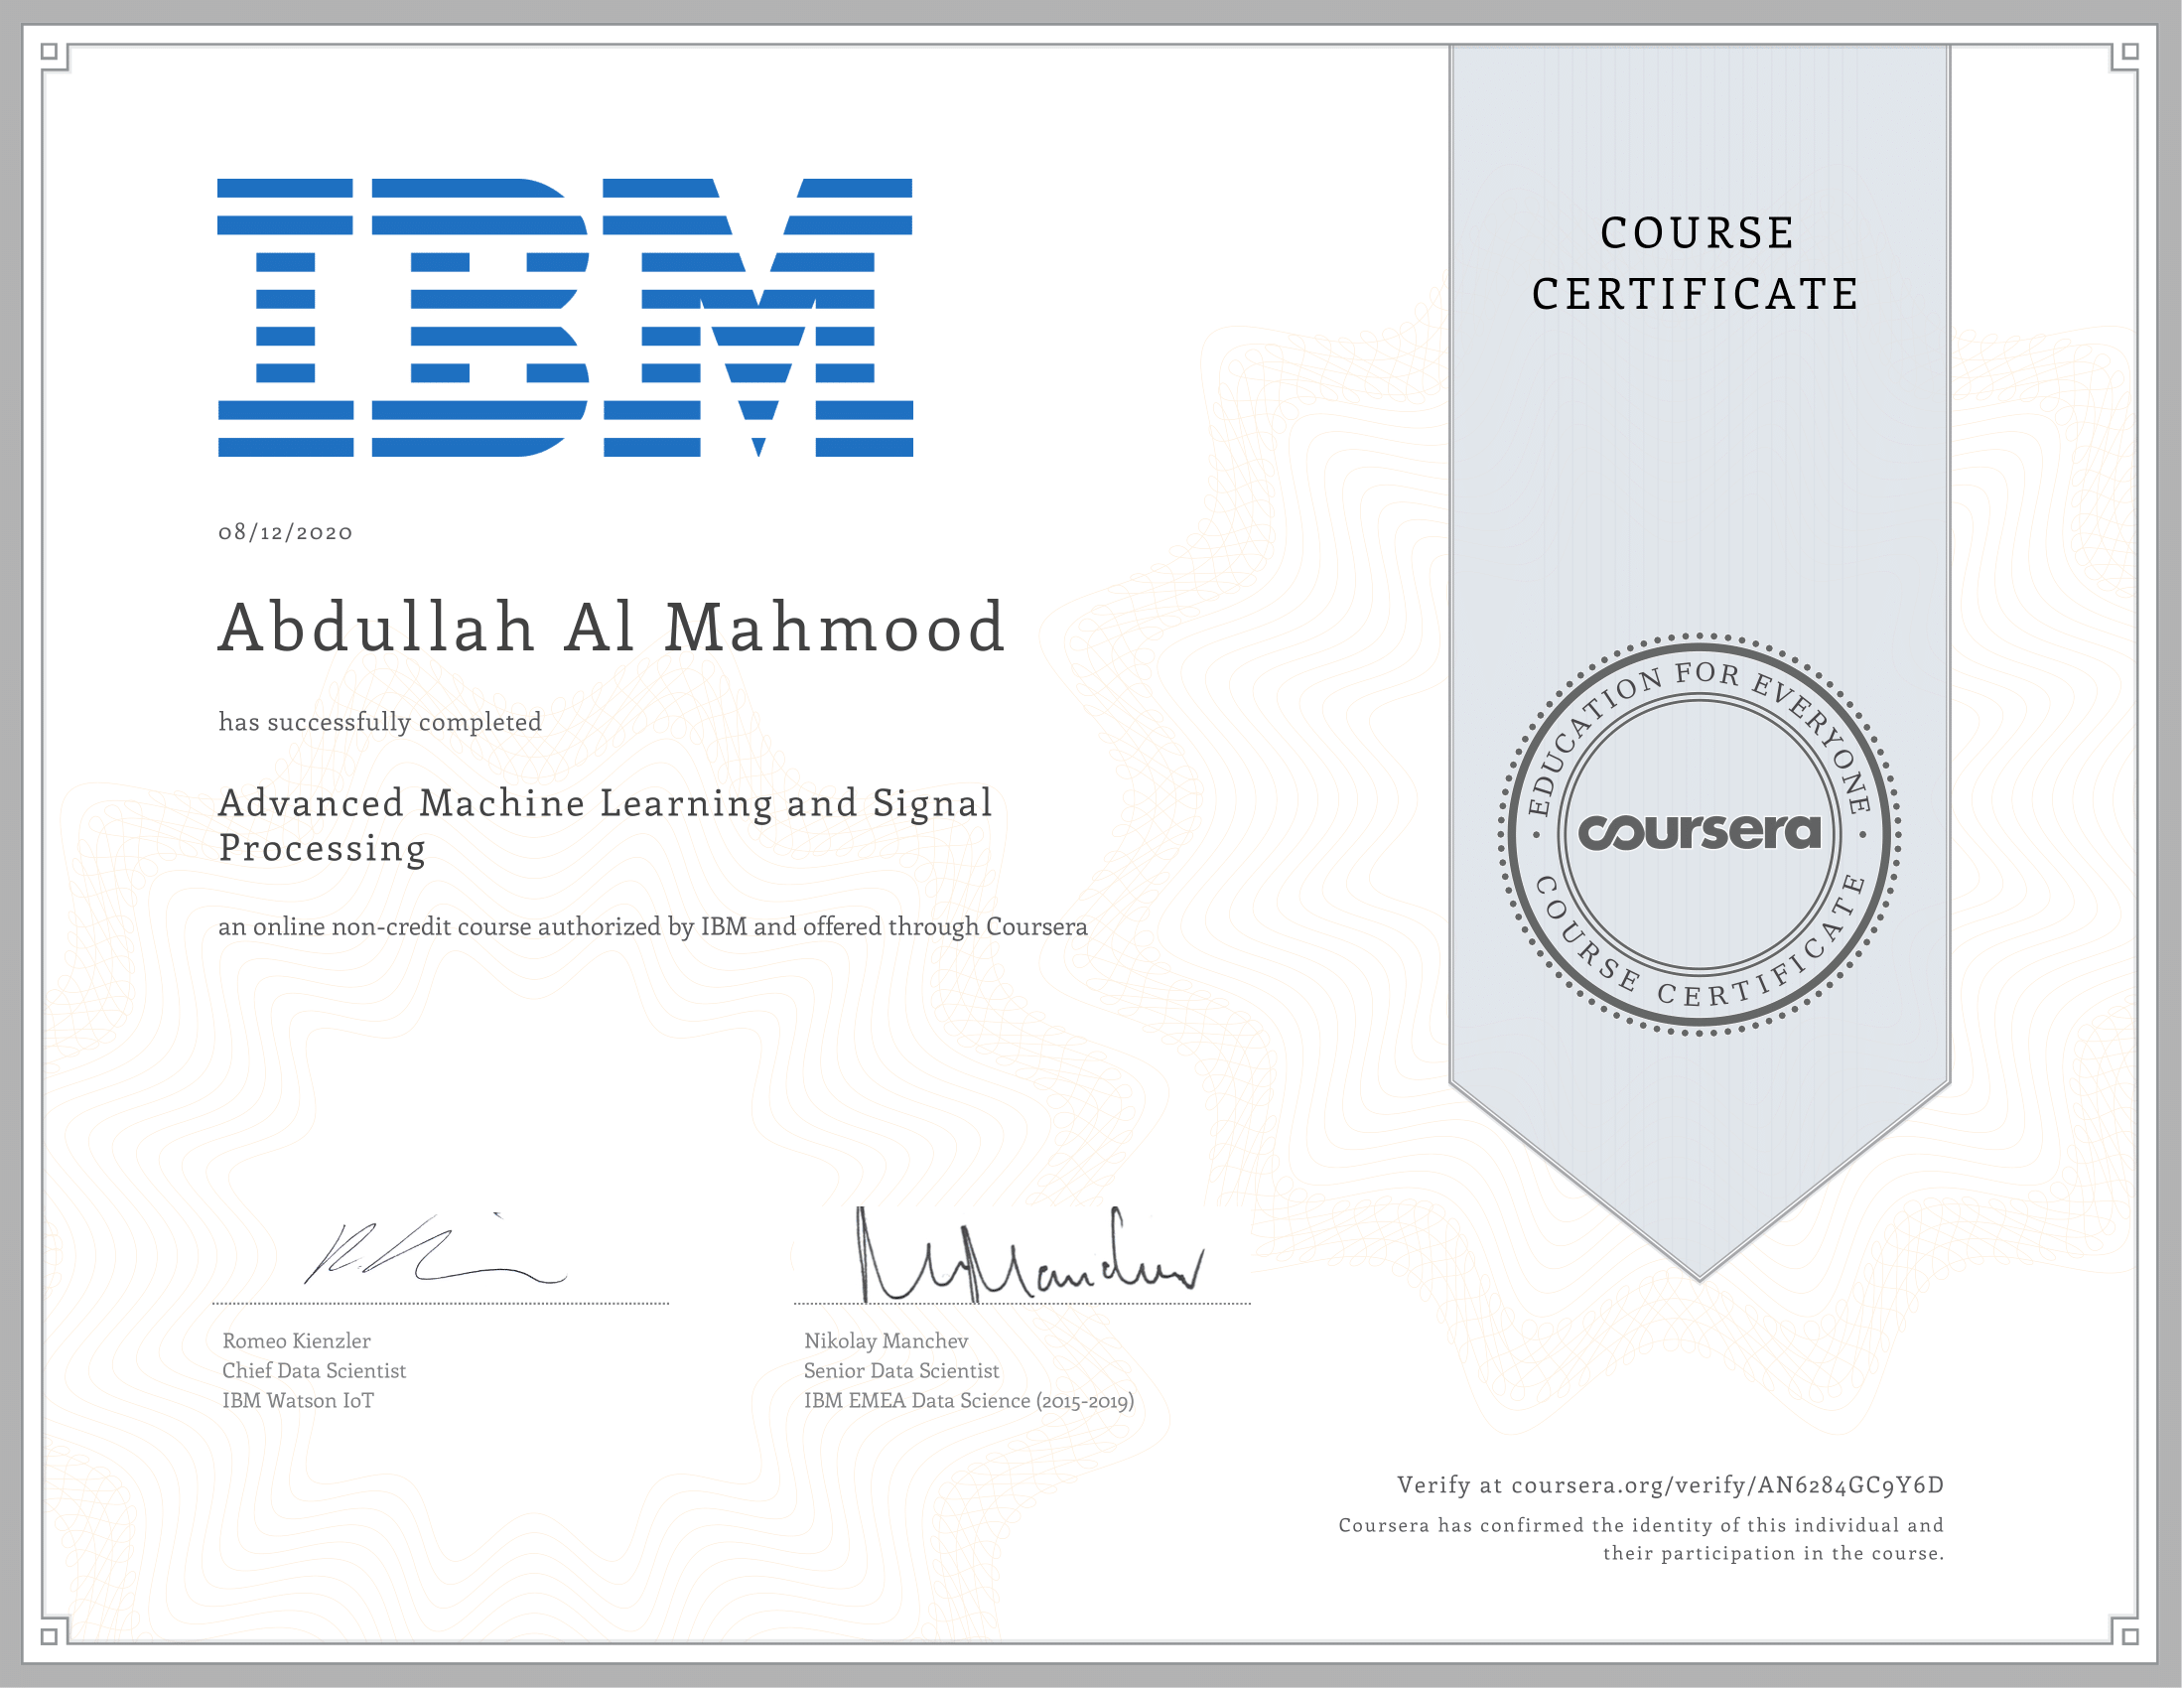 IBM
COURSE
CERTIFICATE
08/12/2020
Abdullah Al Mahmood
has successfully completed
Advanced Machine Learning and Signal
Processing
an online non-credit course authorized by IBM and offered through Coursera
EDUCATION FOR EVERYONE
coursera
COURSE CERTIFICATE
Romeo Kienzler
Chief Data Scientist
IBM Watson IoT
Nikolay Manchev
Senior Data Scientist
IBM EMEA Data Science (2015-2019)
Verify at coursera.org/verify/AN6284GC9Y6D
Coursera has confirmed the identity of this individual and
their participation in the course.